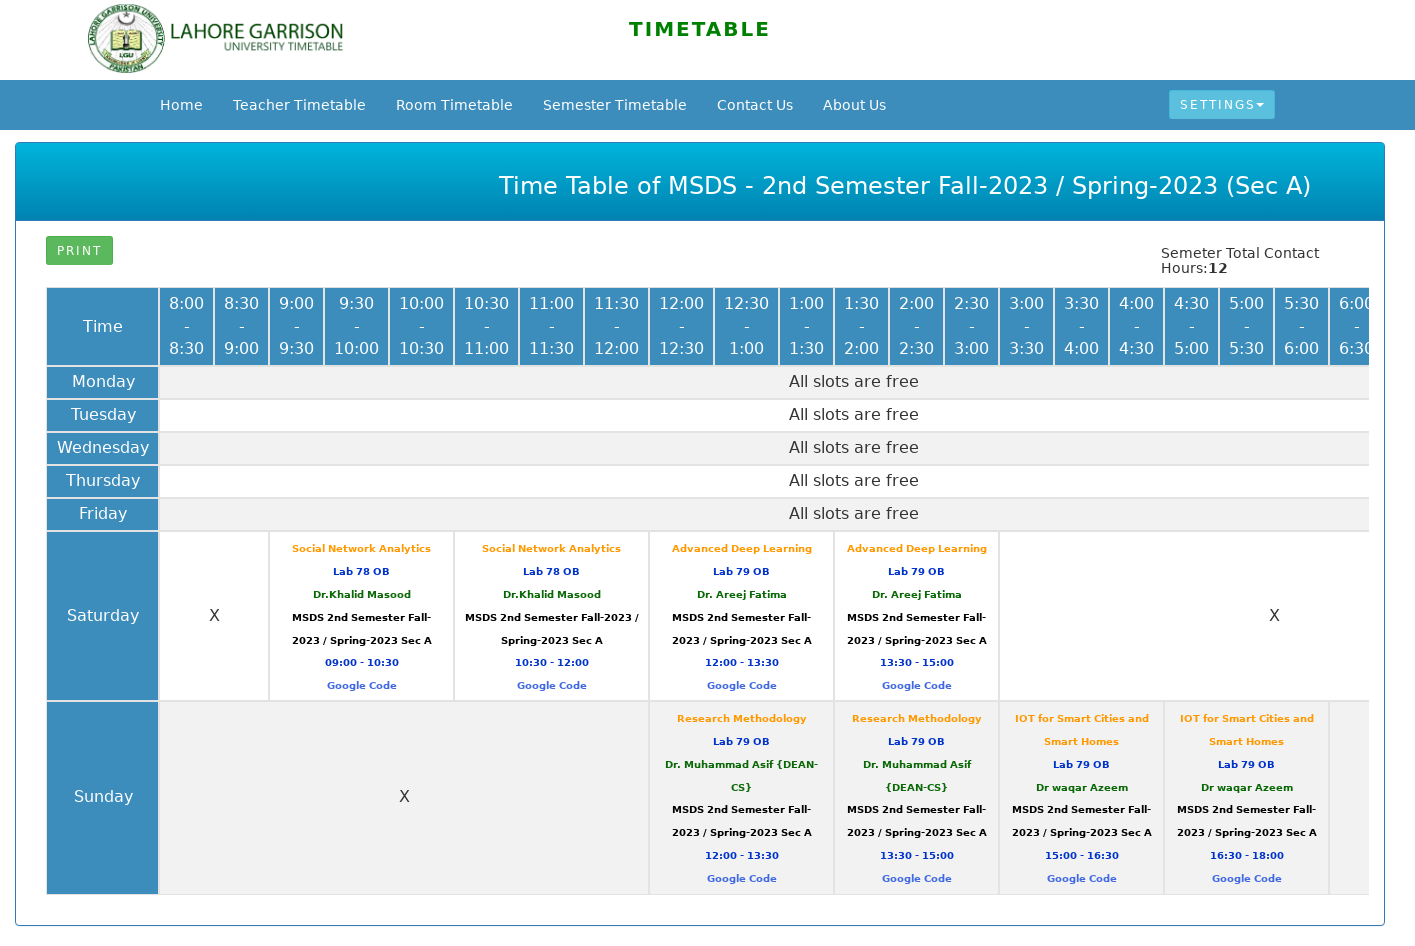 LAHORE GARRISON
UNIVERSITY TIMETABLE
TIMETABLE
Home Teacher Timetable Room Timetable Semester Timetable Contact Us About Us SETTINGS
Time Table of MSDS - 2nd Semester Fall-2023 / Spring-2023 (Sec A)
PRINT
Semeter Total Contact
Hours:12
Time 8:00 - 8:30 8:30 - 9:00 9:00 - 9:30 9:30 - 10:00 10:00 - 10:30 10:30 - 11:00 11:00 - 11:30 11:30 - 12:00 12:00 - 12:30 12:30 - 1:00 1:00 - 1:30 1:30 - 2:00 2:00 - 2:30 2:30 - 3:00 3:00 - 3:30 3:30 - 4:00 4:00 - 4:30 4:30 - 5:00 5:00 - 5:30 5:30 - 6:00 6:00 - 6:30
Monday All slots are free
Tuesday All slots are free
Wednesday All slots are free
Thursday All slots are free
Friday All slots are free
Saturday
X
Social Network Analytics
Lab 78 OB
Dr.Khalid Masood
MSDS 2nd Semester Fall-
2023 / Spring-2023 Sec A
09:00 - 10:30
Google Code
Social Network Analytics
Lab 78 OB
Dr.Khalid Masood
MSDS 2nd Semester Fall-2023 /
Spring-2023 Sec A
10:30 - 12:00
Google Code
Advanced Deep Learning
Lab 79 OB
Dr. Areej Fatima
MSDS 2nd Semester Fall-
2023 / Spring-2023 Sec A
12:00 - 13:30
Google Code
Advanced Deep Learning
Lab 79 OB
Dr. Areej Fatima
MSDS 2nd Semester Fall-
2023 / Spring-2023 Sec A
13:30 - 15:00
Google Code
X
Sunday
X
Research Methodology
Lab 79 OB
Dr. Muhammad Asif {DEAN-
CS}
MSDS 2nd Semester Fall-
2023 / Spring-2023 Sec A
12:00 - 13:30
Google Code
Research Methodology
Lab 79 OB
Dr. Muhammad Asif
{DEAN-CS}
MSDS 2nd Semester Fall-
2023 / Spring-2023 Sec A
13:30 - 15:00
Google Code
IOT for Smart Cities and
Smart Homes
Lab 79 OB
Dr waqar Azeem
MSDS 2nd Semester Fall-
2023 / Spring-2023 Sec A
15:00 - 16:30
Google Code
IOT for Smart Cities and
Smart Homes
Lab 79 OB
Dr waqar Azeem
MSDS 2nd Semester Fall-
2023 / Spring-2023 Sec A
16:30 - 18:00
Google Code